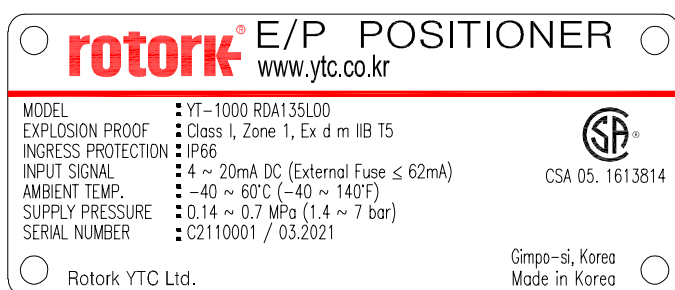 rotork® E/P POSITIONER
www.ytc.co.kr
MODEL : YT-1000 RDA135L00
EXPLOSION PROOF : Class I, Zone 1, Ex d m IIB T5
INGRESS PROTECTION : IP66
INPUT SIGNAL : 4 ~ 20mA DC (External Fuse ≤ 62mA)
AMBIENT TEMP. : -40 ~ 60°C (-40 ~ 140°F)
SUPPLY PRESSURE : 0.14 ~ 0.7 MPa (1.4 ~ 7 bar)
SERIAL NUMBER : C2110001 / 03.2021
SA ®
CSA 05. 1613814
Rotork YTC Ltd.
Gimpo-si, Korea
Made in Korea